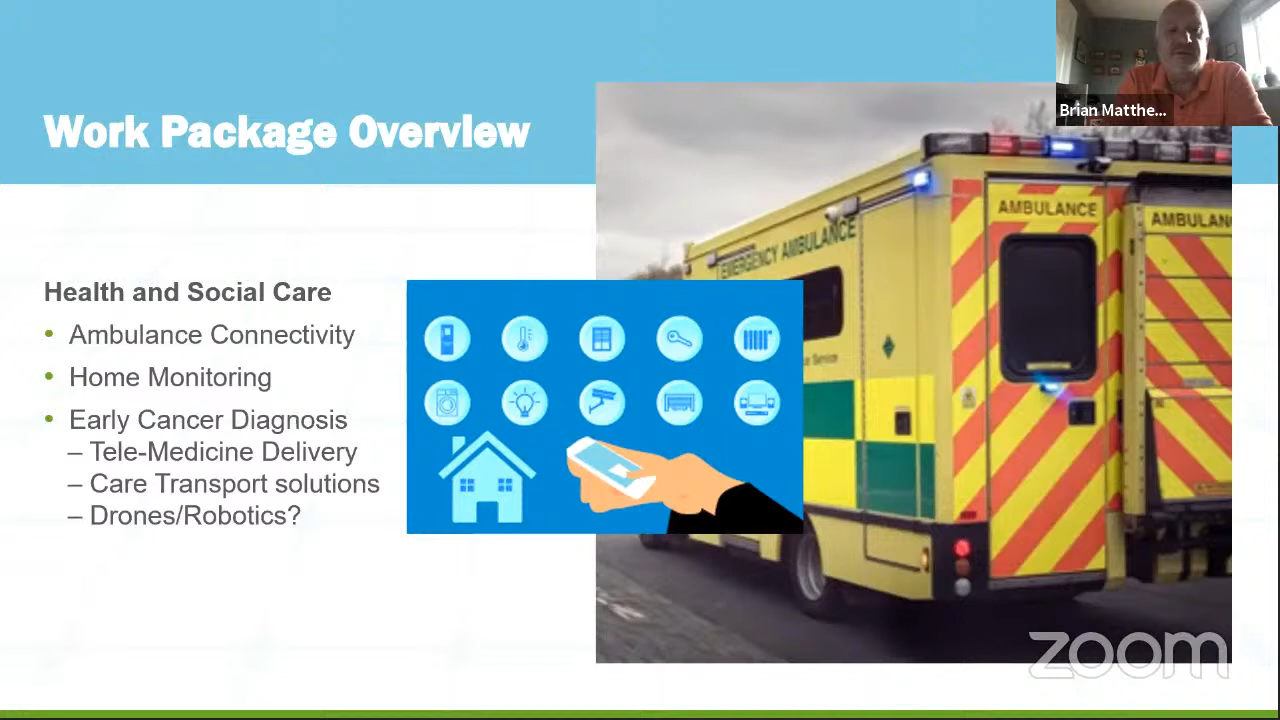 Brian Matthe...
Work Package Overview
Health and Social Care
• Ambulance Connectivity
• Home Monitoring
• Early Cancer Diagnosis
– Tele-Medicine Delivery
– Care Transport solutions
– Drones/Robotics?
EMERGENCY AMBULANCE
AMBULANCE
AMBULAN
Service
zoom